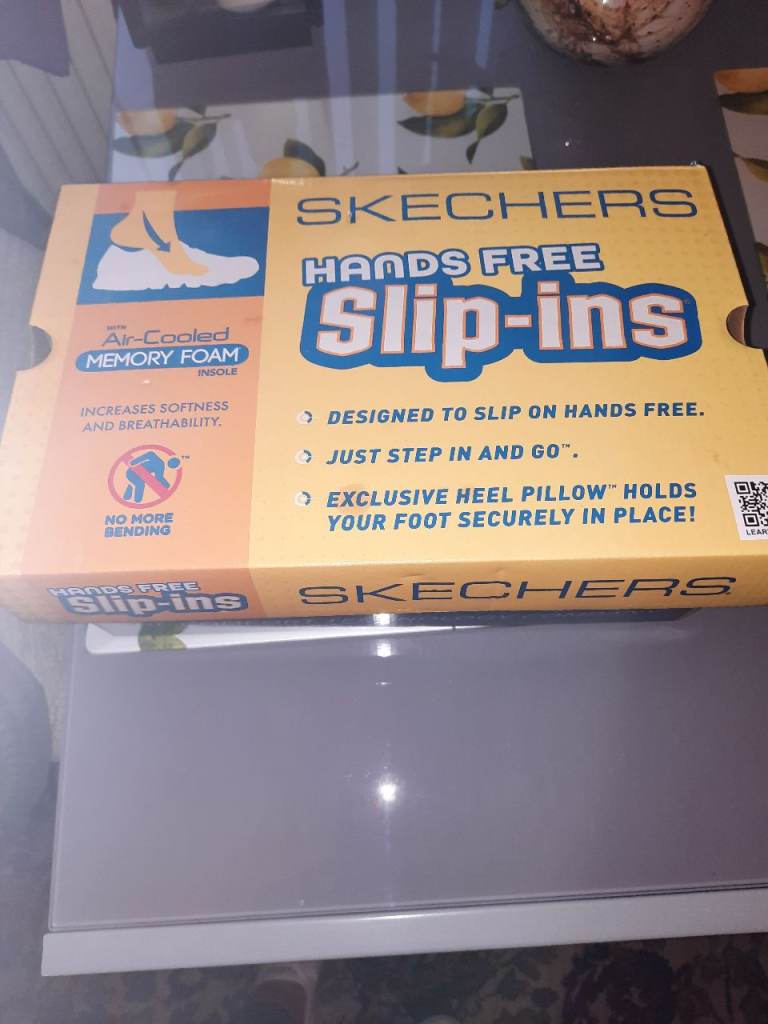 SKECHERS
HANDS FREE
Slip-ins®
WITH
Air-Cooled
MEMORY FOAM
INSOLE
INCREASES SOFTNESS
AND BREATHABILITY.
NO MORE
BENDING
DESIGNED TO SLIP ON HANDS FREE.
JUST STEP IN AND GO™.
EXCLUSIVE HEEL PILLOW™ HOLDS
YOUR FOOT SECURELY IN PLACE!
HANDS FREE
Slip-ins
SKECHERS